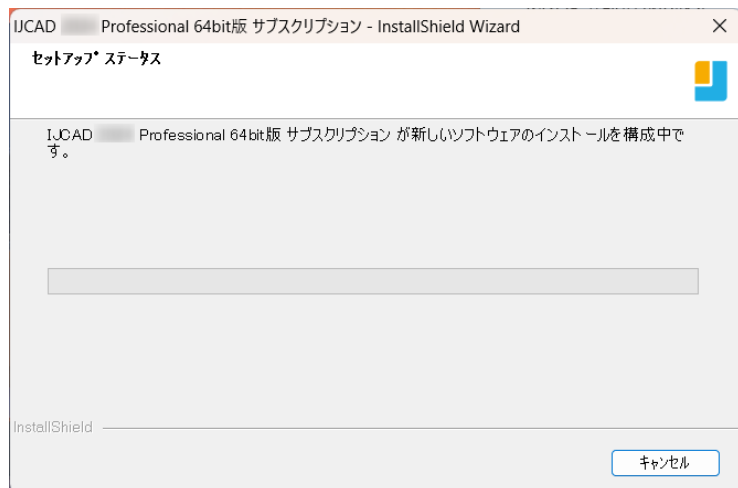 IJCAD Professional 64bit版 サブスクリプション - InstallShield Wizard
セットアップ ステータス
IJCAD Professional 64bit版 サブスクリプション が新しいソフトウェアのインストールを構成中で
す。
InstallShield
キャンセル